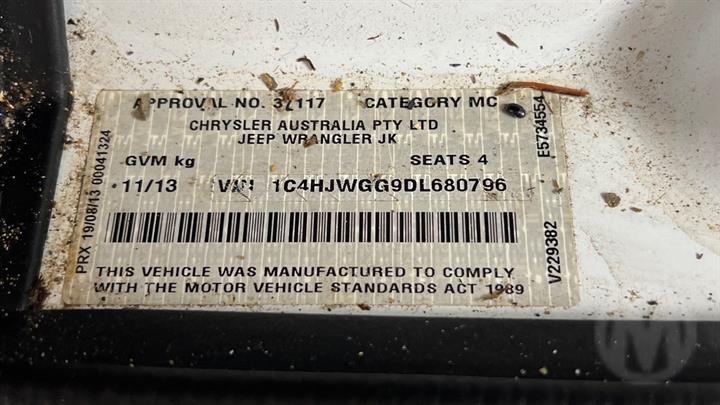 APPROVAL NO. 32117 CATEGORY MC
CHRYSLER AUSTRALIA PTY LTD
JEEP WRANGLER JK
GVM kg SEATS 4
11/13 VIN 1C4HJWGG9DL680796
THIS VEHICLE WAS MANUFACTURED TO COMPLY
WITH THE MOTOR VEHICLE STANDARDS ACT 1989
PRX 19/08/13 00041324
E5734554
V229382
M